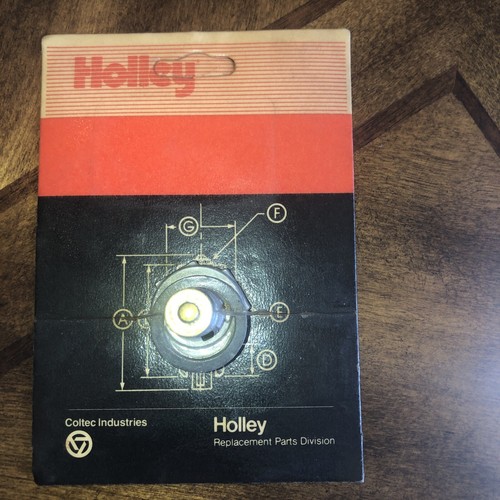 Holley
G
F
A
E
D
Coltec Industries
Holley
Replacement Parts Division